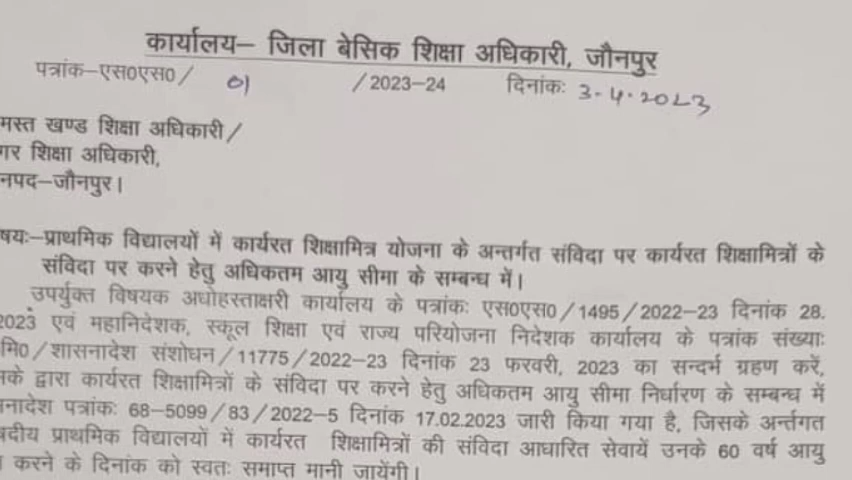 कार्यालय– जिला बेसिक शिक्षा अधिकारी, जौनपुर
पत्रांक–एस0एस0/ 01 /2023–24 दिनांकः 3.4.2023
मस्त खण्ड शिक्षा अधिकारी/
गर शिक्षा अधिकारी,
नपद–जौनपुर।
षयः–प्राथमिक विद्यालयों में कार्यरत शिक्षामित्र योजना के अन्तर्गत संविदा पर कार्यरत शिक्षामित्रों के
संविदा पर करने हेतु अधिकतम आयु सीमा के सम्बन्ध में।
उपर्युक्त विषयक अधोहस्ताक्षरी कार्यालय के पत्रांकः एस0एस0/1495/2022–23 दिनांक 28.
2023 एवं महानिदेशक, स्कूल शिक्षा एवं राज्य परियोजना निदेशक कार्यालय के पत्रांक संख्याः
मि0/शासनादेश संशोधन/11775/2022–23 दिनांक 23 फरवरी, 2023 का सन्दर्भ ग्रहण करें,
के द्वारा कार्यरत शिक्षामित्रों के संविदा पर करने हेतु अधिकतम आयु सीमा निर्धारण के सम्बन्ध में
नादेश पत्रांकः 68–5099/83/2022–5 दिनांक 17.02.2023 जारी किया गया है, जिसके अर्न्तगत
षदीय प्राथमिक विद्यालयों में कार्यरत शिक्षामित्रों की संविदा आधारित सेवायें उनके 60 वर्ष आयु
करने के दिनांक को स्वतः समाप्त मानी जायेंगी।